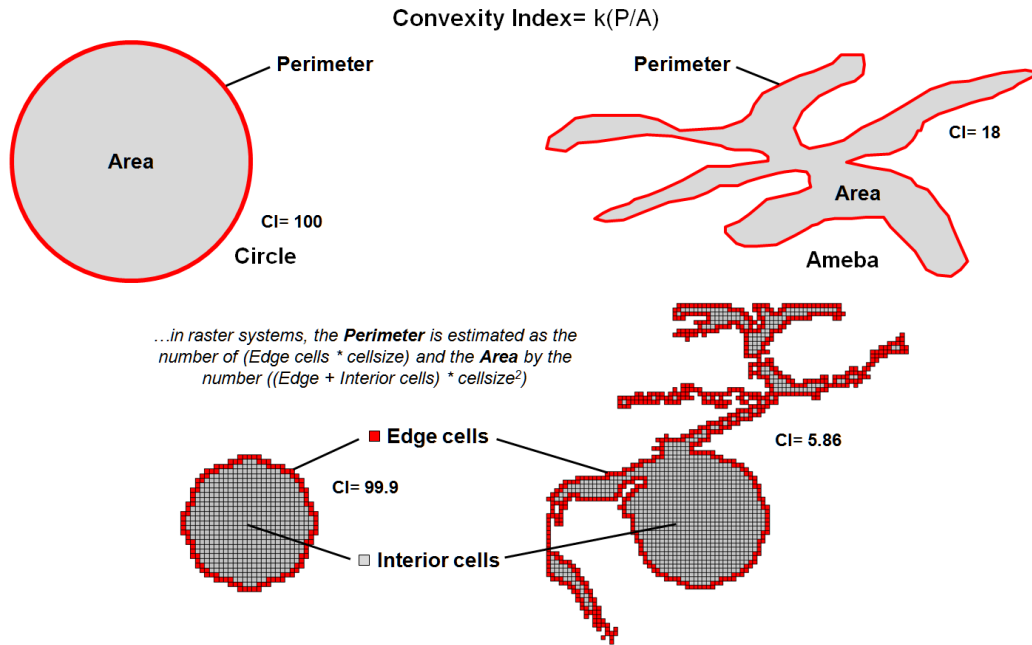 Convexity Index= k(P/A)
Perimeter
Area
CI= 100
Circle
Perimeter
CI= 18
Area
Ameba
…in raster systems, the Perimeter is estimated as the
number of (Edge cells * cellsize) and the Area by the
number ((Edge + Interior cells) * cellsize²)
Edge cells
CI= 99.9
CI= 5.86
Interior cells